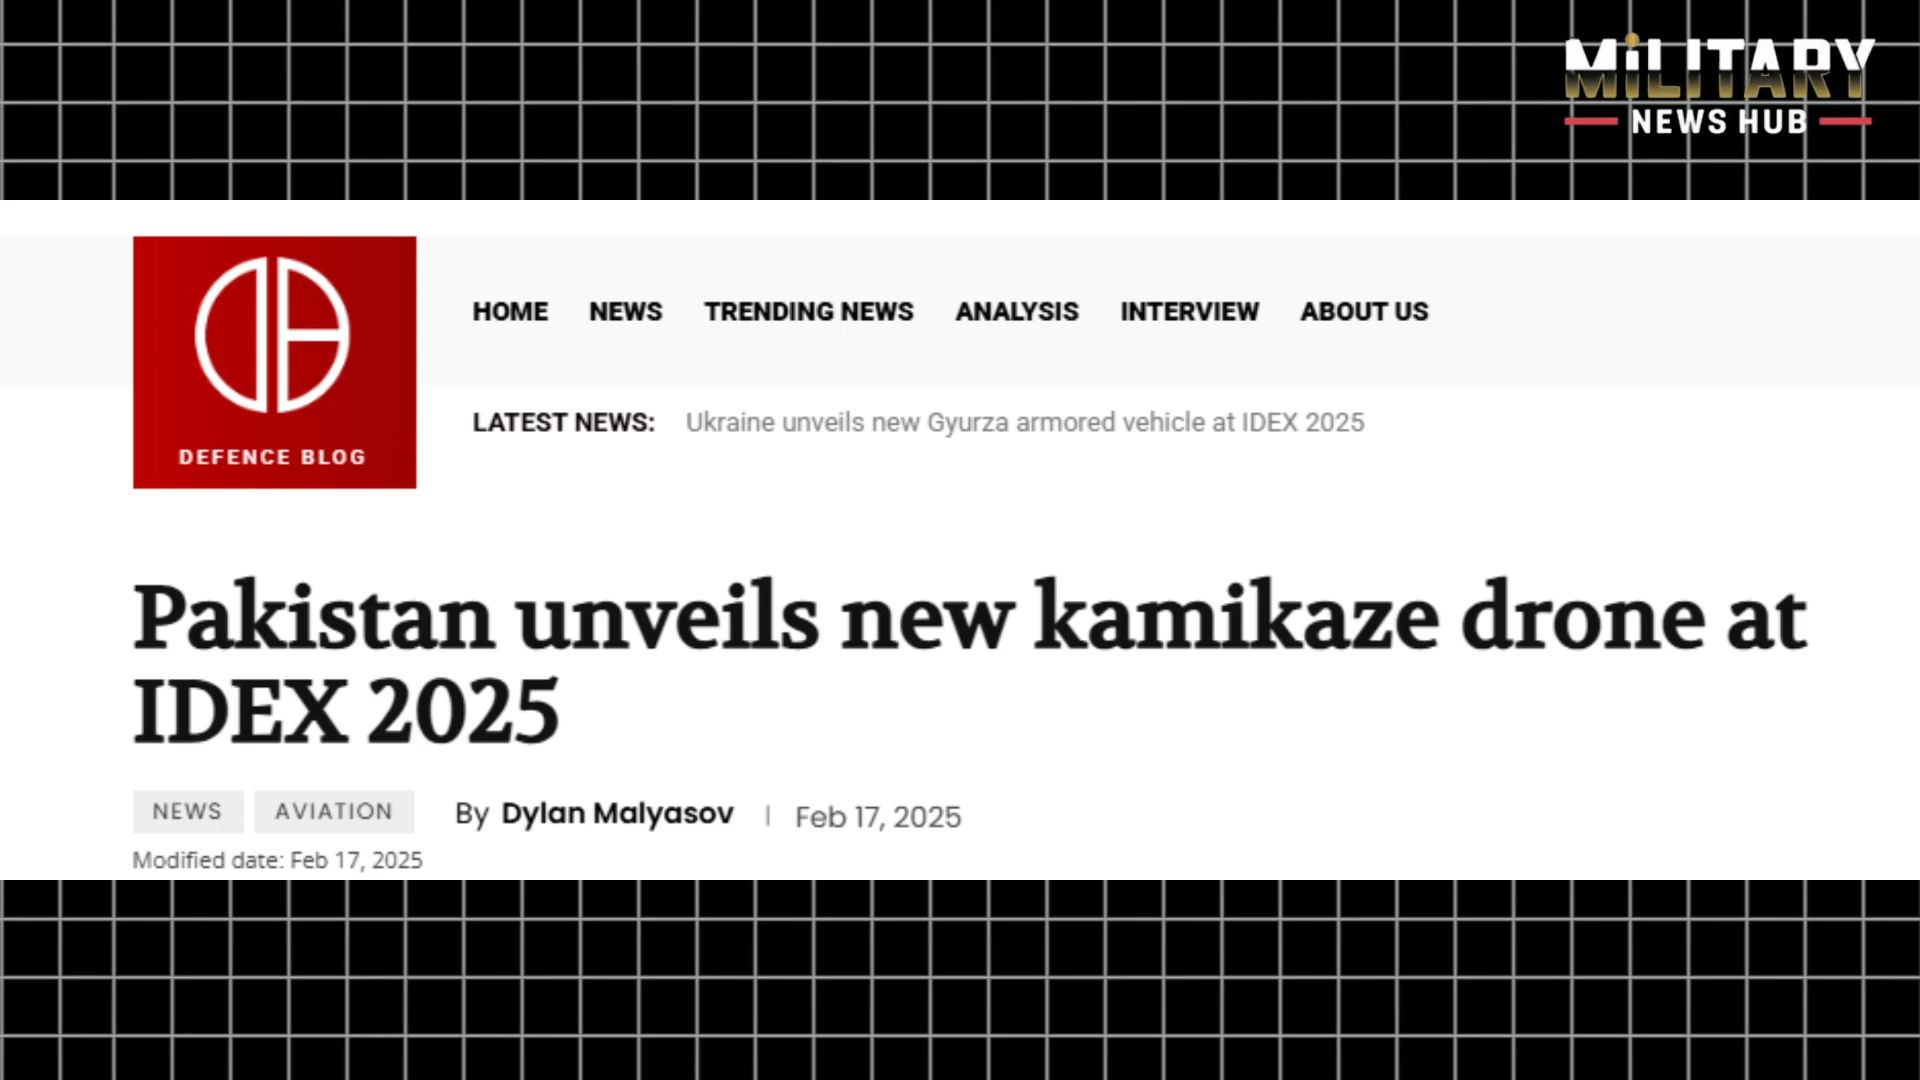 MiLITARY
NEWS HUB
HOME NEWS TRENDING NEWS ANALYSIS INTERVIEW ABOUT US
LATEST NEWS: Ukraine unveils new Gyurza armored vehicle at IDEX 2025
DEFENCE BLOG
Pakistan unveils new kamikaze drone at
IDEX 2025
NEWS AVIATION By Dylan Malyasov | Feb 17, 2025
Modified date: Feb 17, 2025